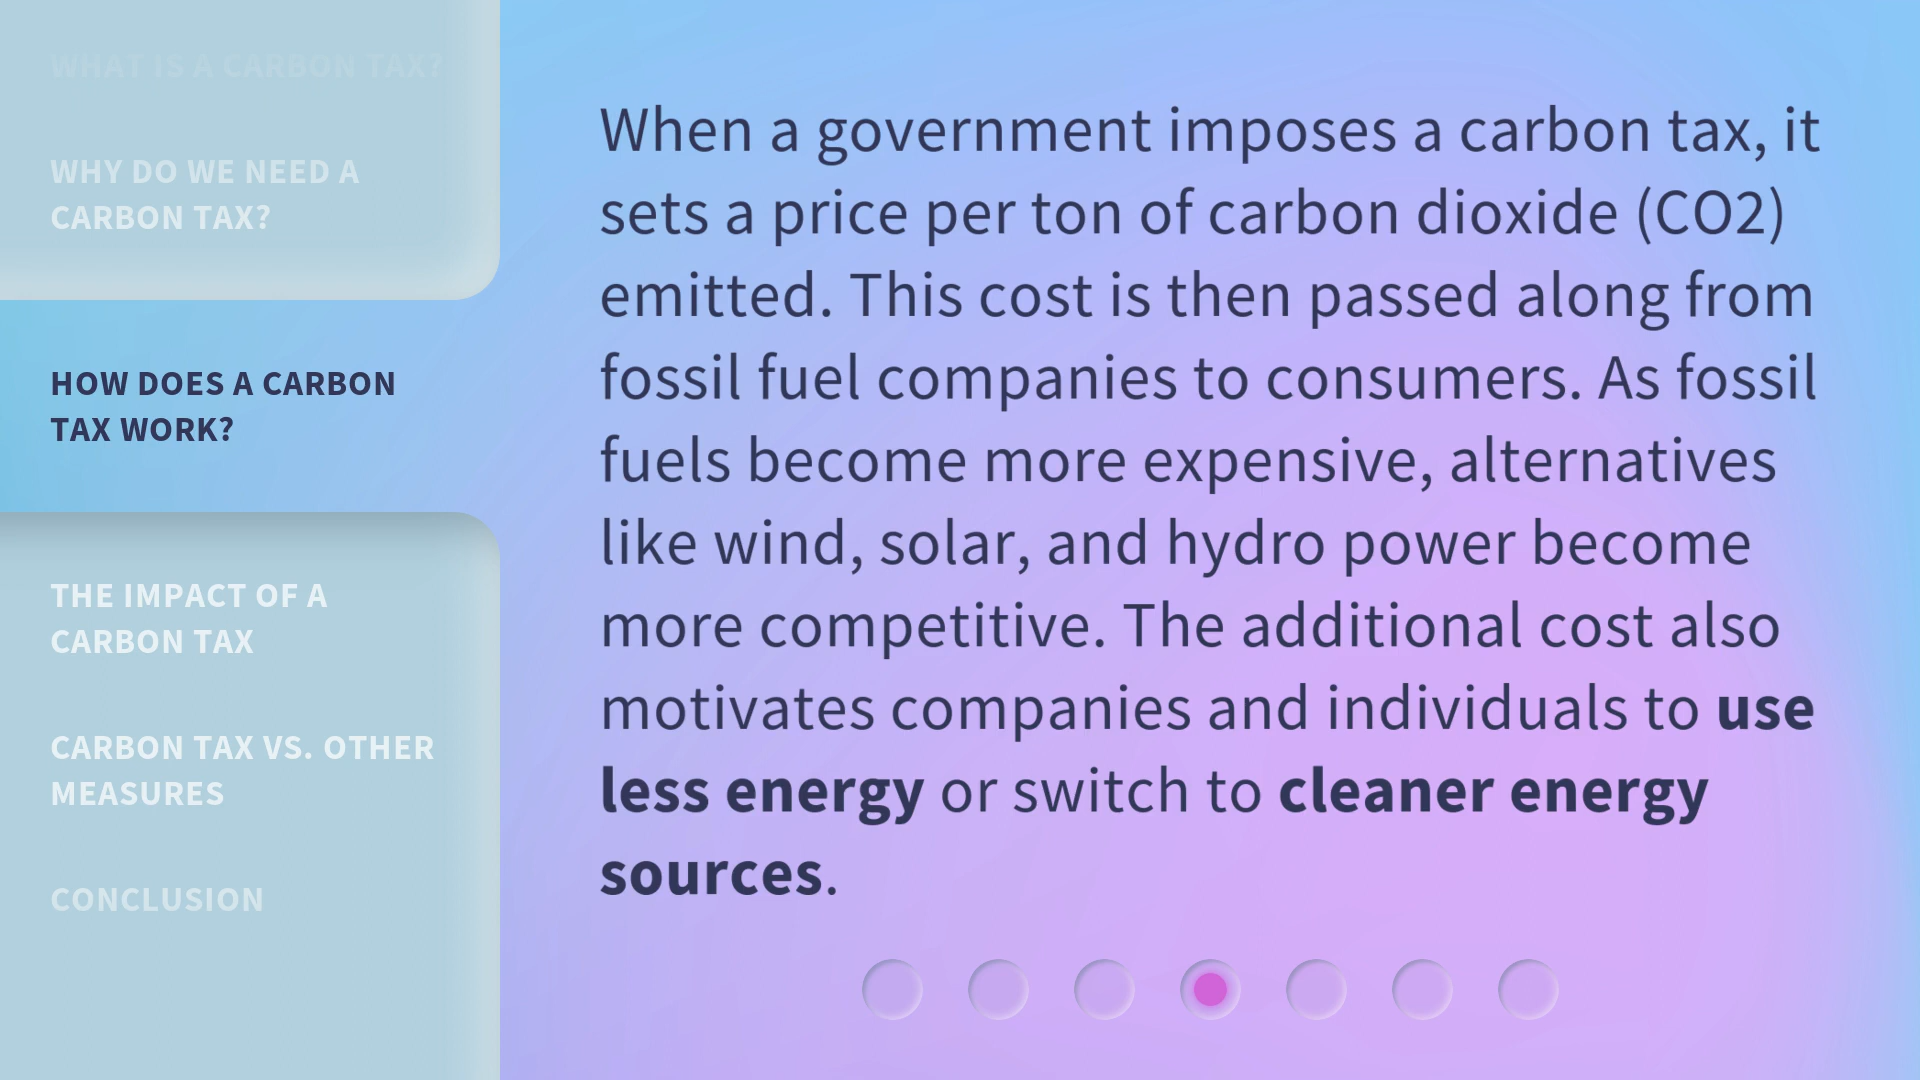 WHAT IS A CARBON TAX?
WHY DO WE NEED A
CARBON TAX?
HOW DOES A CARBON
TAX WORK?
THE IMPACT OF A
CARBON TAX
CARBON TAX VS. OTHER
MEASURES
CONCLUSION
When a government imposes a carbon tax, it
sets a price per ton of carbon dioxide (CO2)
emitted. This cost is then passed along from
fossil fuel companies to consumers. As fossil
fuels become more expensive, alternatives
like wind, solar, and hydro power become
more competitive. The additional cost also
motivates companies and individuals to use
less energy or switch to cleaner energy
sources.